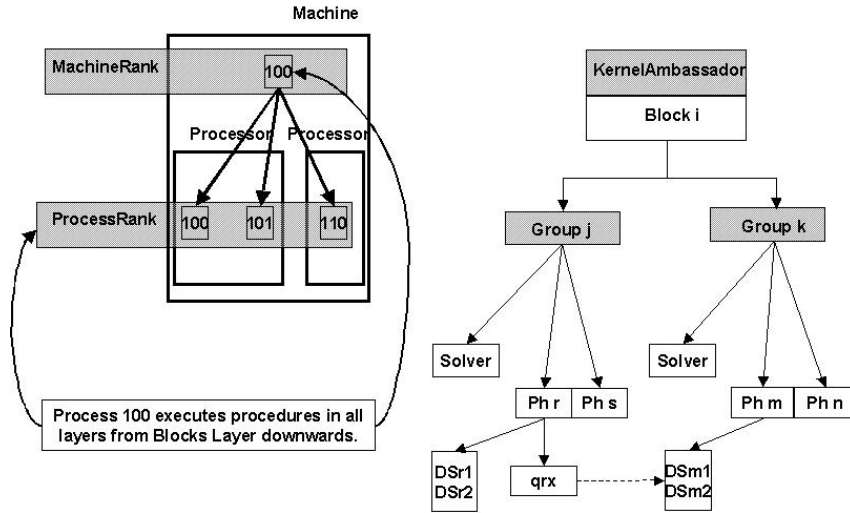 Machine
MachineRank
100
Processor
Processor
ProcessRank
100
101
110
Process 100 executes procedures in all
layers from Blocks Layer downwards.
KernelAmbassador
Block i
Group j
Group k
Solver
Solver
Ph r
Ph s
Ph m
Ph n
DSr1
DSr2
qrx
DSm1
DSm2